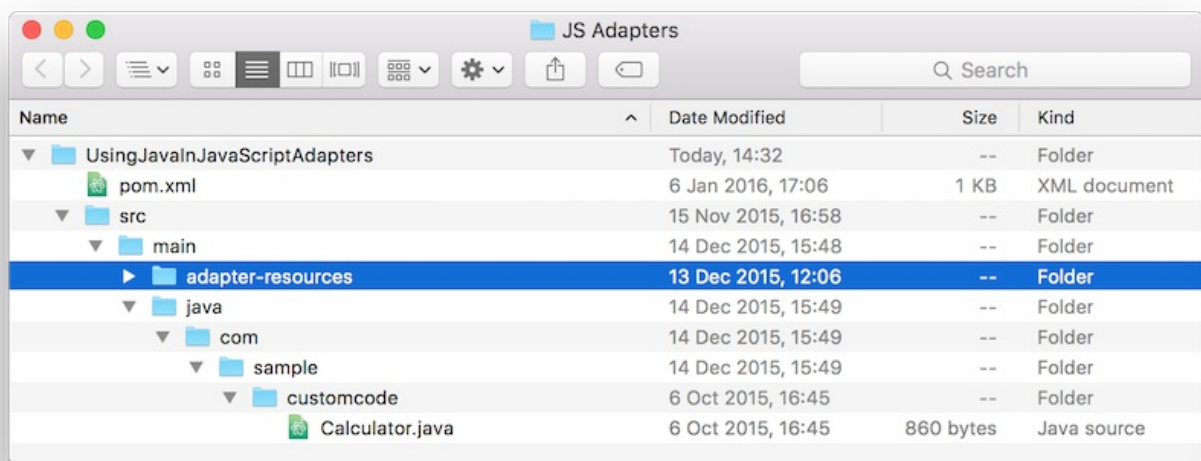 JS Adapters
Search
Name Date Modified Size Kind
UsingJavaInJavaScriptAdapters Today, 14:32 -- Folder
pom.xml 6 Jan 2016, 17:06 1 KB XML document
src 15 Nov 2015, 16:58 -- Folder
main 14 Dec 2015, 15:48 -- Folder
adapter-resources 13 Dec 2015, 12:06 -- Folder
java 14 Dec 2015, 15:49 -- Folder
com 14 Dec 2015, 15:49 -- Folder
sample 14 Dec 2015, 15:49 -- Folder
customcode 6 Oct 2015, 16:45 -- Folder
Calculator.java 6 Oct 2015, 16:45 860 bytes Java source